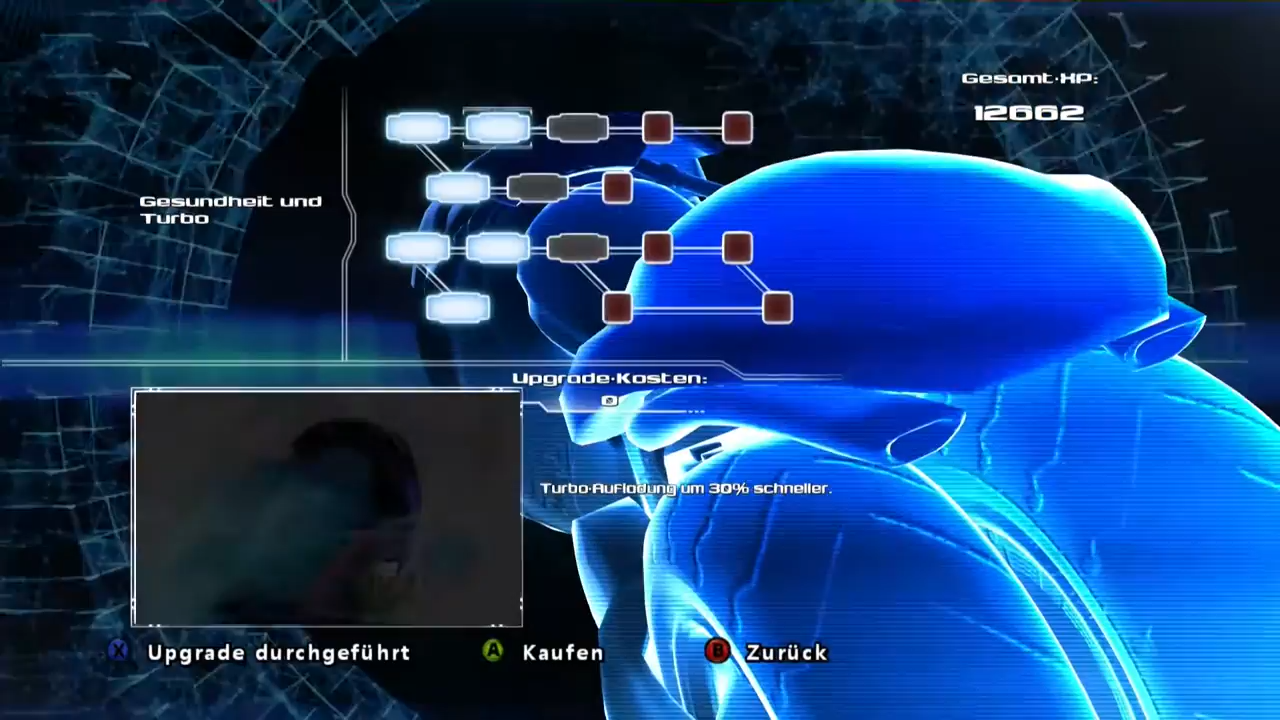 Gesamt-XP:
12662
Gesundheit und
Turbo
Upgrade-Kosten:
0
Turbo-Aufladung um 30% schneller.
X Upgrade durchgeführt
A Kaufen
B Zurück